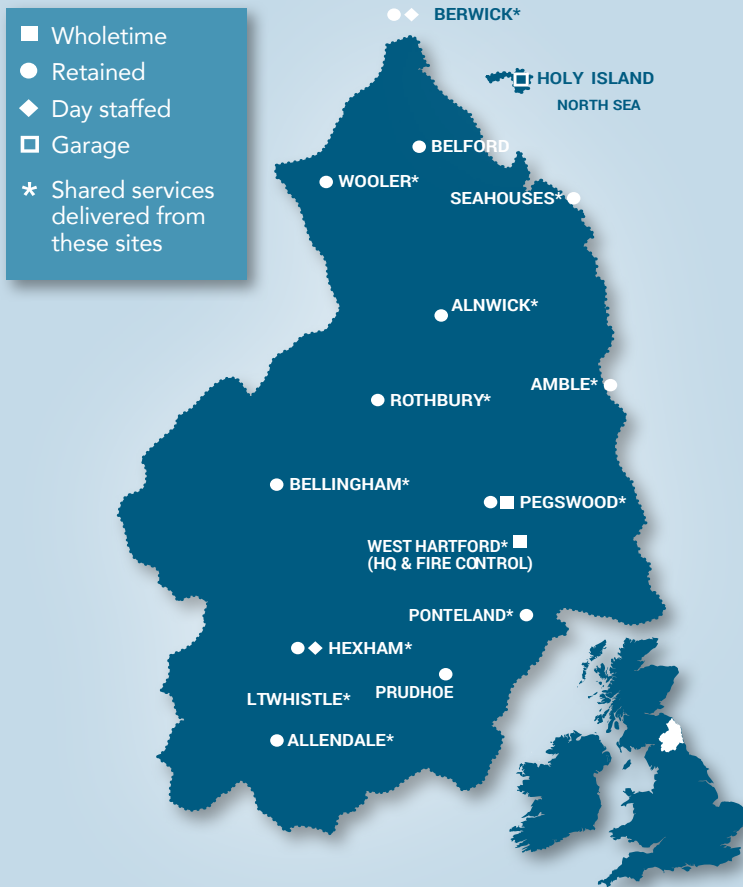 Wholetime
Retained
Day staffed
Garage
* Shared services
delivered from
these sites
BERWICK*
HOLY ISLAND
NORTH SEA
BELFORD
WOOLER*
SEAHOUSES*
ALNWICK*
AMBLE*
ROTHBURY*
BELLINGHAM*
PEGSWOOD*
WEST HARTFORD*
(HQ & FIRE CONTROL)
PONTELAND*
HEXHAM*
PRUDHOE
LTWHISTLE*
ALLENDALE*